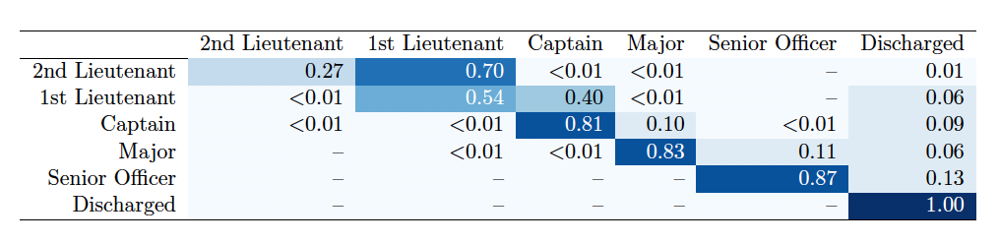 2nd Lieutenant 1st Lieutenant Captain Major Senior Officer Discharged
2nd Lieutenant 0.27 0.70 <0.01 <0.01 – 0.01
1st Lieutenant <0.01 0.54 0.40 <0.01 – 0.06
Captain <0.01 <0.01 0.81 0.10 <0.01 0.09
Major – <0.01 <0.01 0.83 0.11 0.06
Senior Officer – – – – 0.87 0.13
Discharged – – – – – 1.00